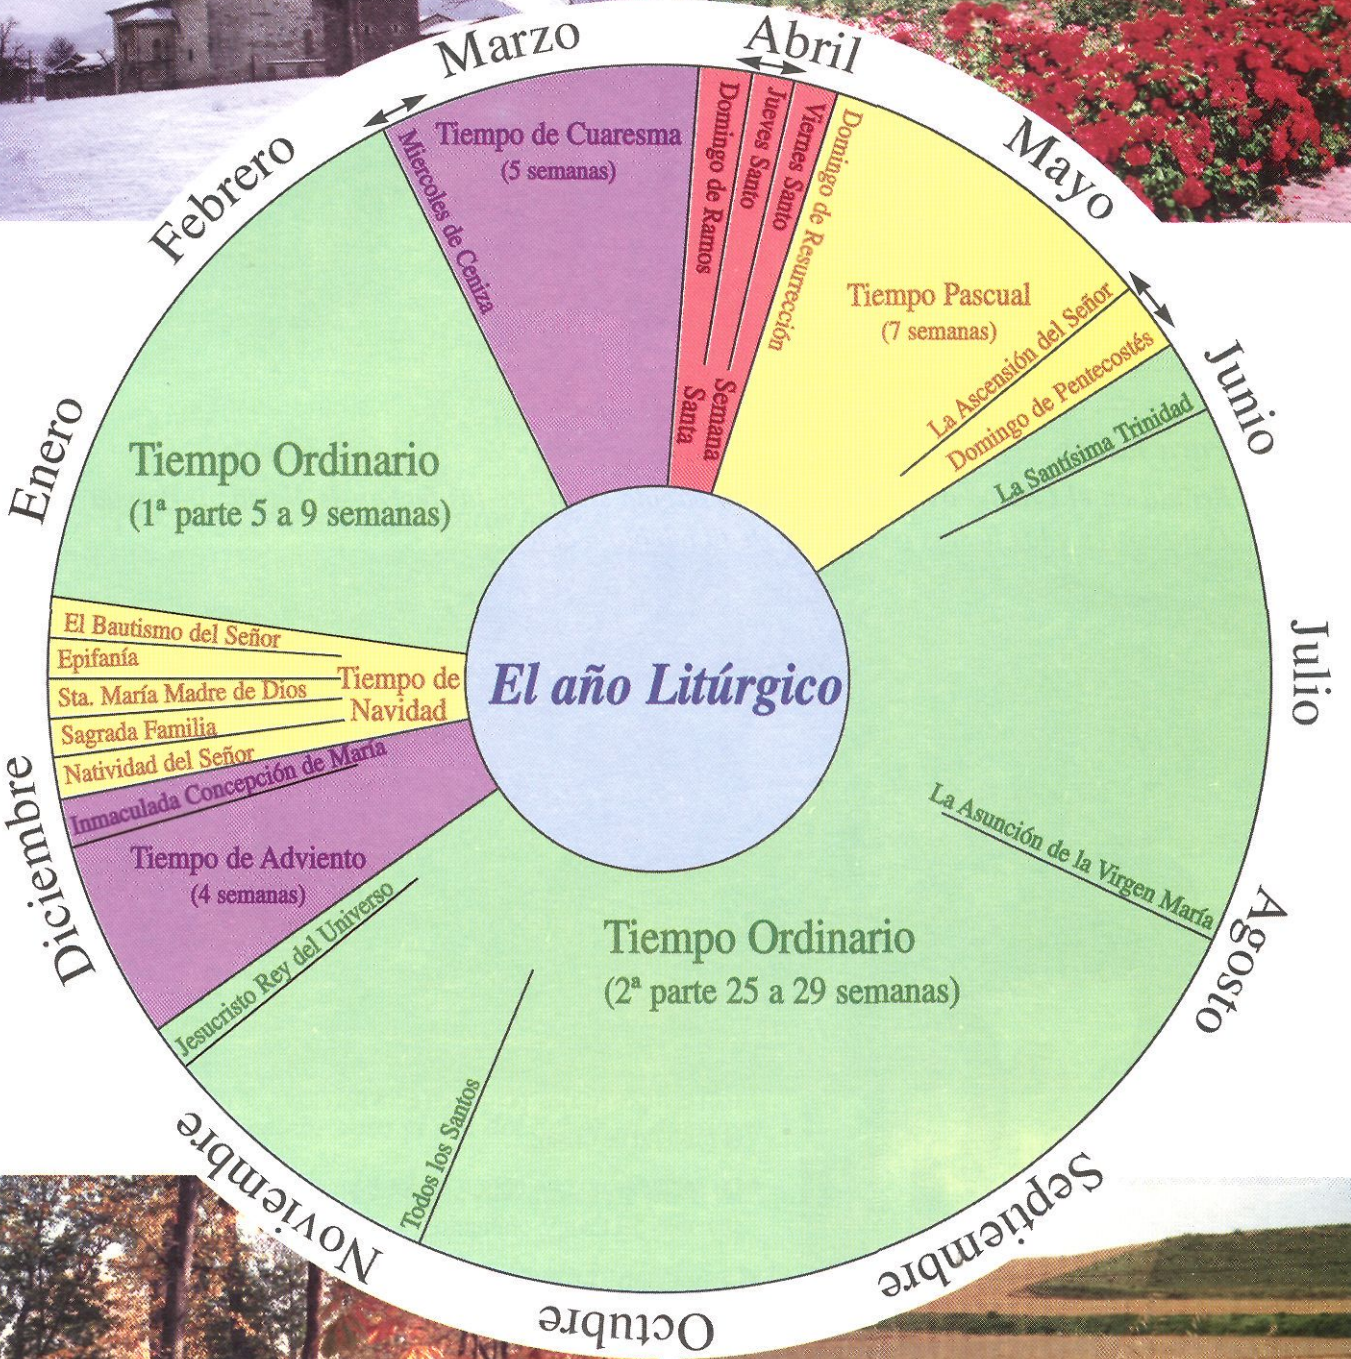 Marzo
Abril
Mayo
Junio
Julio
Agosto
Septiembre
Octubre
Noviembre
Diciembre
Enero
Febrero
Miercoles de Ceniza
Tiempo de Cuaresma
(5 semanas)
Domingo de Ramos
Jueves Santo
Viernes Santo
Semana
Santa
Domingo de Resurrección
Tiempo Pascual
(7 semanas)
La Ascensión del Señor
Domingo de Pentecostés
La Santísima Trinidad
La Asunción de la Virgen María
Tiempo Ordinario
(2ª parte 25 a 29 semanas)
Todos los Santos
Jesucristo Rey del Universo
Tiempo de Adviento
(4 semanas)
Inmaculada Concepción de María
Natividad del Señor
Sagrada Familia
Sta. María Madre de Dios
Epifanía
El Bautismo del Señor
Tiempo de
Navidad
Tiempo Ordinario
(1ª parte 5 a 9 semanas)
El año Litúrgico